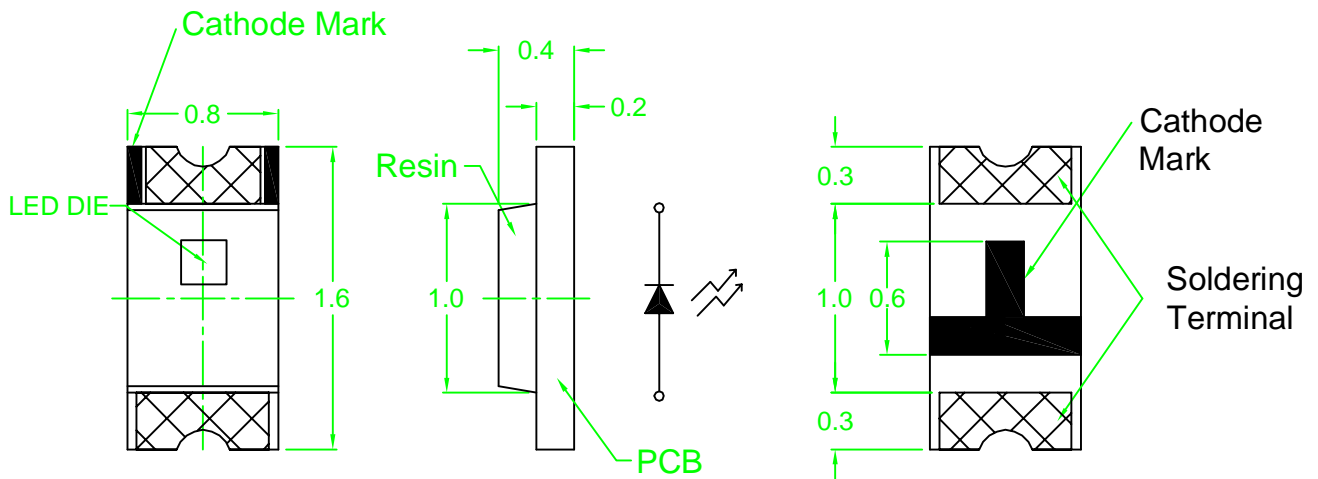 Cathode Mark
0.8
LED DIE
1.6
0.4
0.2
Resin
1.0
PCB
Cathode
Mark
0.3
1.0
0.6
0.3
Soldering
Terminal